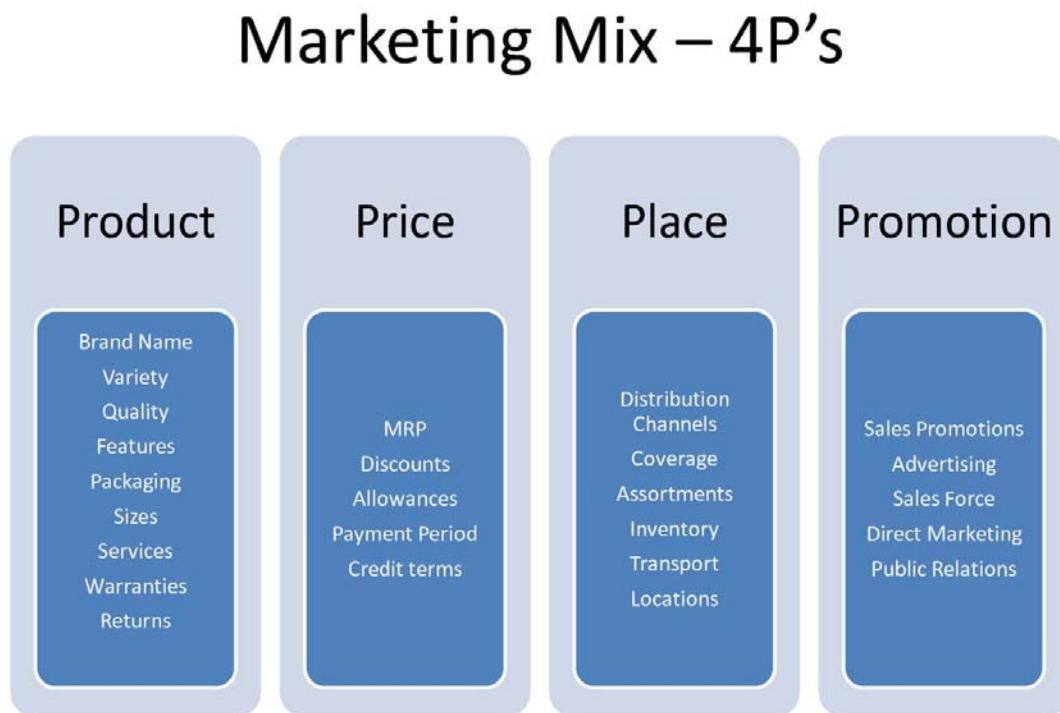 Marketing Mix – 4P’s
Product
Brand Name
Variety
Quality
Features
Packaging
Sizes
Services
Warranties
Returns
Price
MRP
Discounts
Allowances
Payment Period
Credit terms
Place
Distribution
Channels
Coverage
Assortments
Inventory
Transport
Locations
Promotion
Sales Promotions
Advertising
Sales Force
Direct Marketing
Public Relations